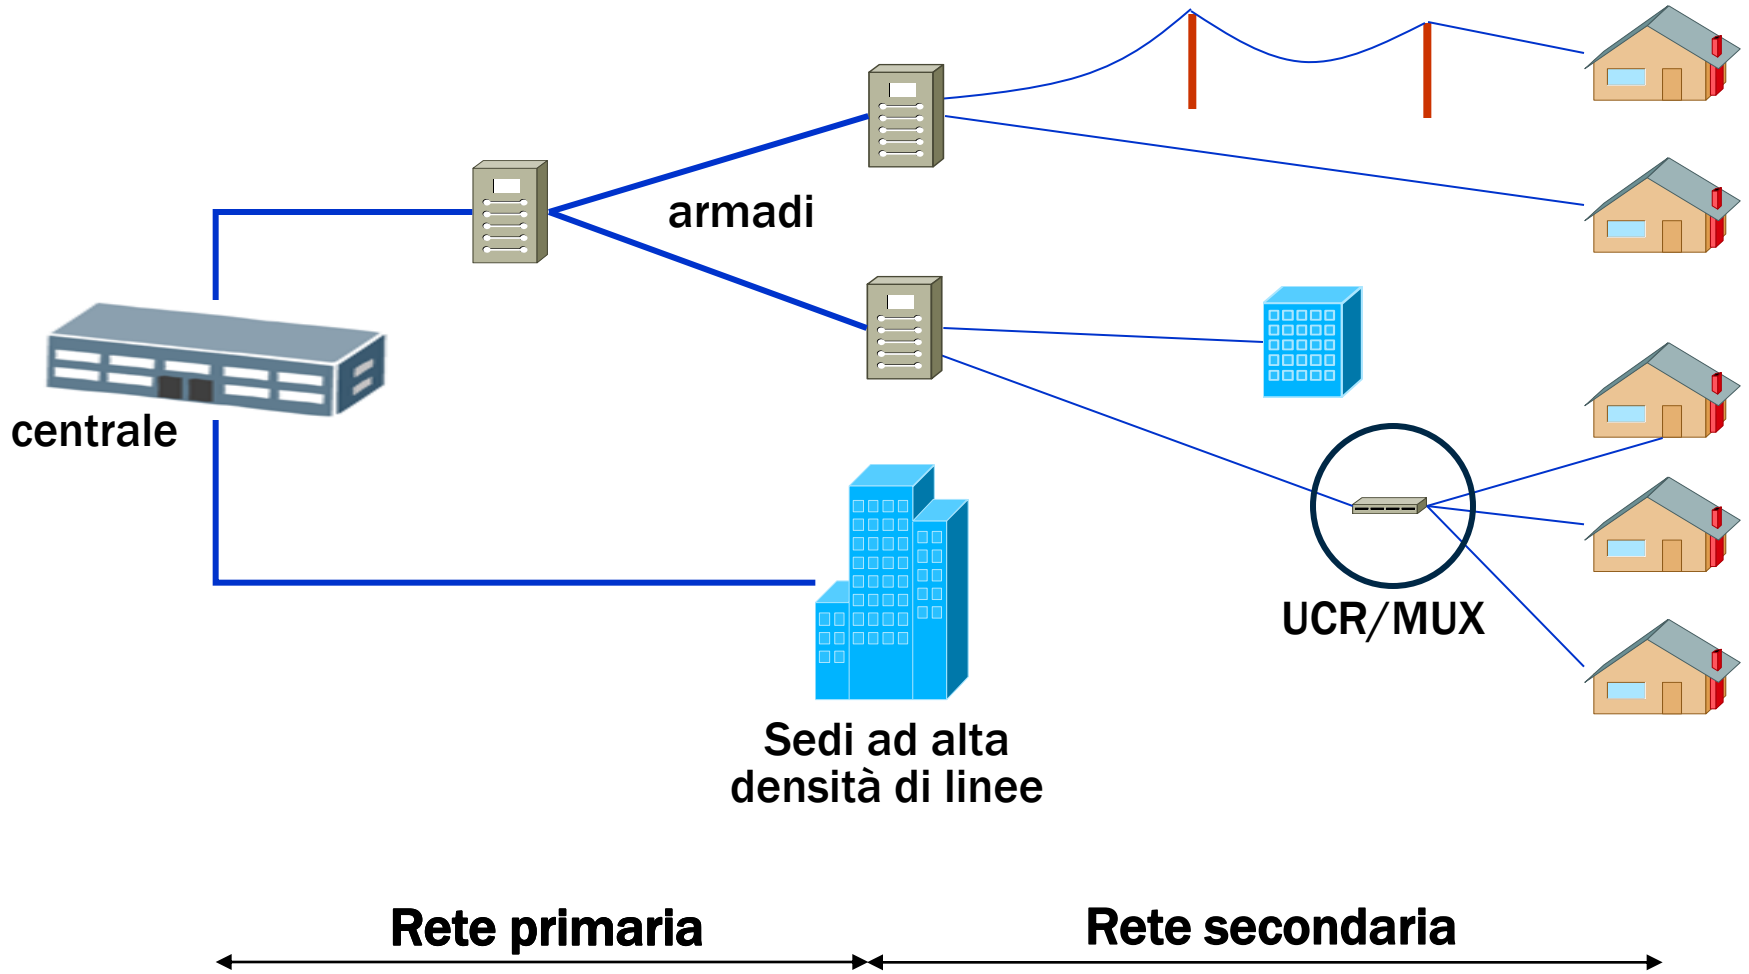 armadi
centrale
UCR/MUX
Sedi ad alta
densità di linee
Rete primaria
Rete secondaria